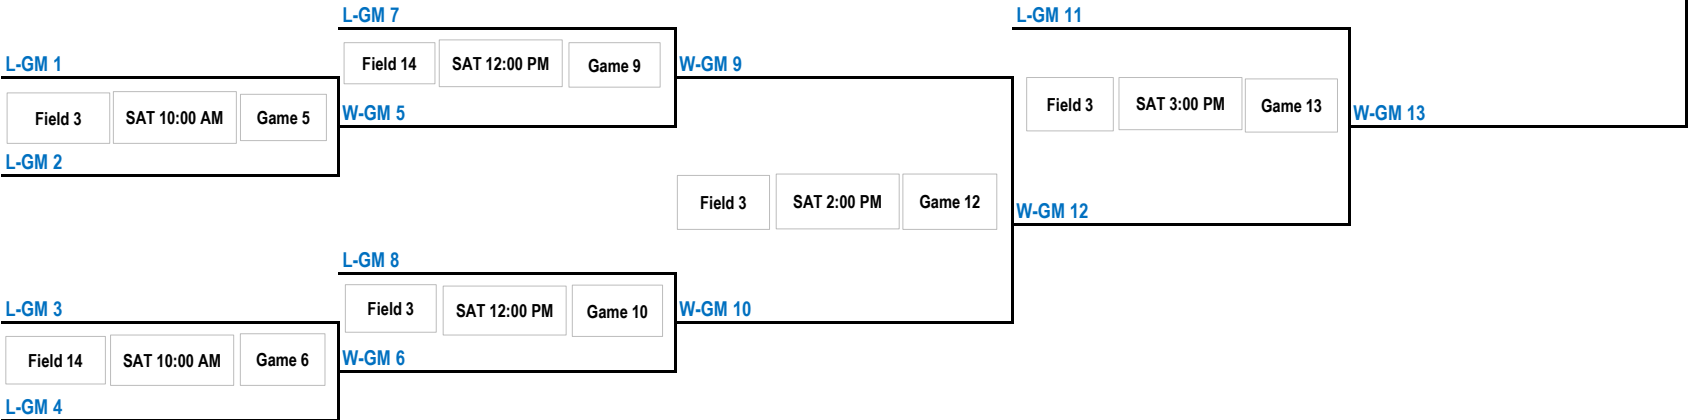 L-GM 7
L-GM 11
L-GM 1
Field 14 SAT 12:00 PM Game 9
W-GM 9
Field 3 SAT 10:00 AM Game 5
W-GM 5
Field 3 SAT 3:00 PM Game 13
W-GM 13
L-GM 2
Field 3 SAT 2:00 PM Game 12
W-GM 12
L-GM 8
L-GM 3
Field 3 SAT 12:00 PM Game 10
W-GM 10
Field 14 SAT 10:00 AM Game 6
W-GM 6
L-GM 4